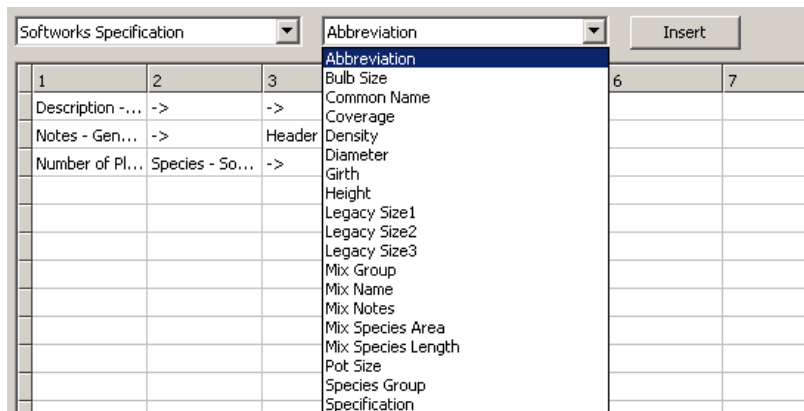 Softworks Specification Abbreviation Insert
Abbreviation
1 2 3 6 7
Bulb Size
Common Name
Description -... -> ->
Coverage
Notes - Gen... -> Header Density
Diameter
Number of Pl... Species - So... ->
Girth
Height
Legacy Size1
Legacy Size2
Legacy Size3
Mix Group
Mix Name
Mix Notes
Mix Species Area
Mix Species Length
Pot Size
Species Group
Specification